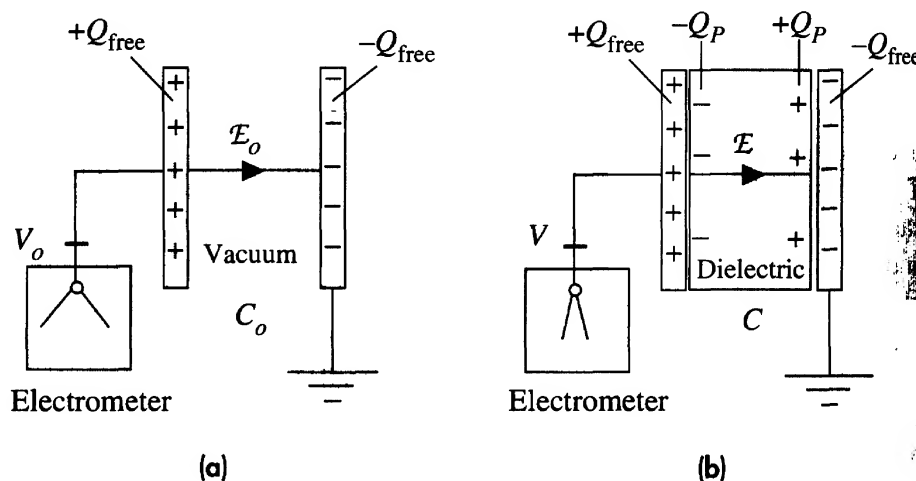 +Q_free
−Q_free
+ + + + +
− − − − −
ℰ_o
V_o
Vacuum
C_o
Electrometer
(a)
+Q_free
−Q_P
+Q_P
−Q_free
+ + + + +
− − −
+ + +
− − − − −
ℰ
V
Dielectric
C
Electrometer
(b)